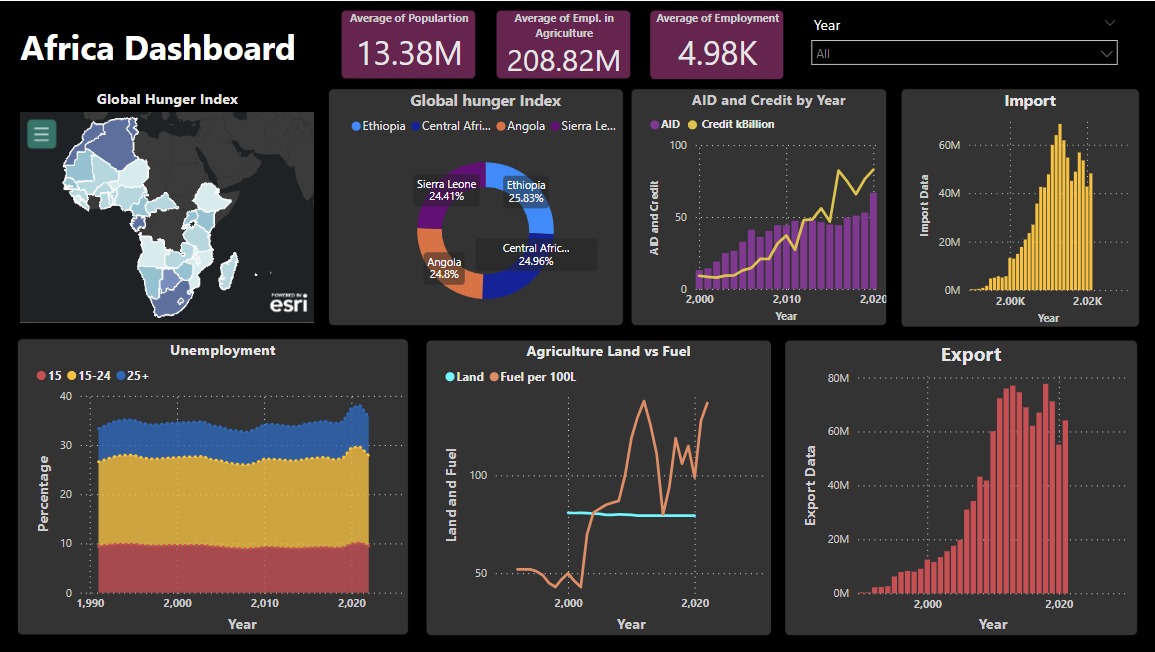 Africa Dashboard
Average of Populartion
13.38M
Average of Empl. in
Agriculture
208.82M
Average of Employment
4.98K
Year
All
Global Hunger Index
POWERED BY
esri
Global hunger Index
Ethiopia Central Afri... Angola Sierra Le...
Sierra Leone
24.41%
Ethiopia
25.83%
Central Afric...
24.96%
Angola
24.8%
AID and Credit by Year
AID Credit kBillion
AID and Credit
100
50
0
2,000 2,010 2,020
Year
Import
Import Data
60M
40M
20M
0M
2.00K 2.02K
Year
Unemployment
15 15-24 25+
Percentage
40
30
20
10
0
1,990 2,000 2,010 2,020
Year
Agriculture Land vs Fuel
Land Fuel per 100L
Land and Fuel
100
50
2,000 2,020
Year
Export
Export Data
80M
60M
40M
20M
0M
2,000 2,020
Year